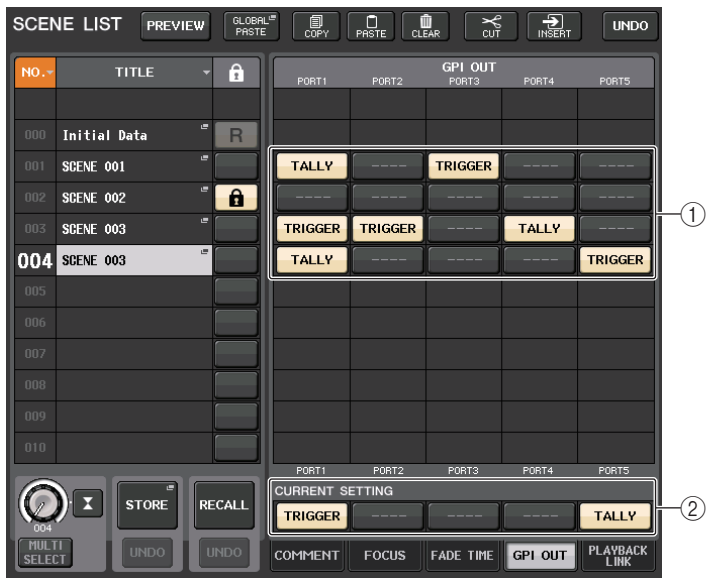 SCENE LIST PREVIEW GLOBAL PASTE COPY PASTE CLEAR CUT INSERT UNDO
NO. TITLE GPI OUT
PORT1 PORT2 PORT3 PORT4 PORT5
000 Initial Data R
001 SCENE 001 TALLY ---- TRIGGER ---- ----
002 SCENE 002 ---- ---- ---- ---- ----
003 SCENE 003 TRIGGER TRIGGER ---- TALLY ----
004 SCENE 003 TALLY ---- ---- ---- TRIGGER
005
006
007
008
009
010
PORT1 PORT2 PORT3 PORT4 PORT5
CURRENT SETTING
TRIGGER ---- ---- ---- TALLY
004 STORE RECALL
MULTI SELECT UNDO UNDO
COMMENT FOCUS FADE TIME GPI OUT PLAYBACK LINK
①
②